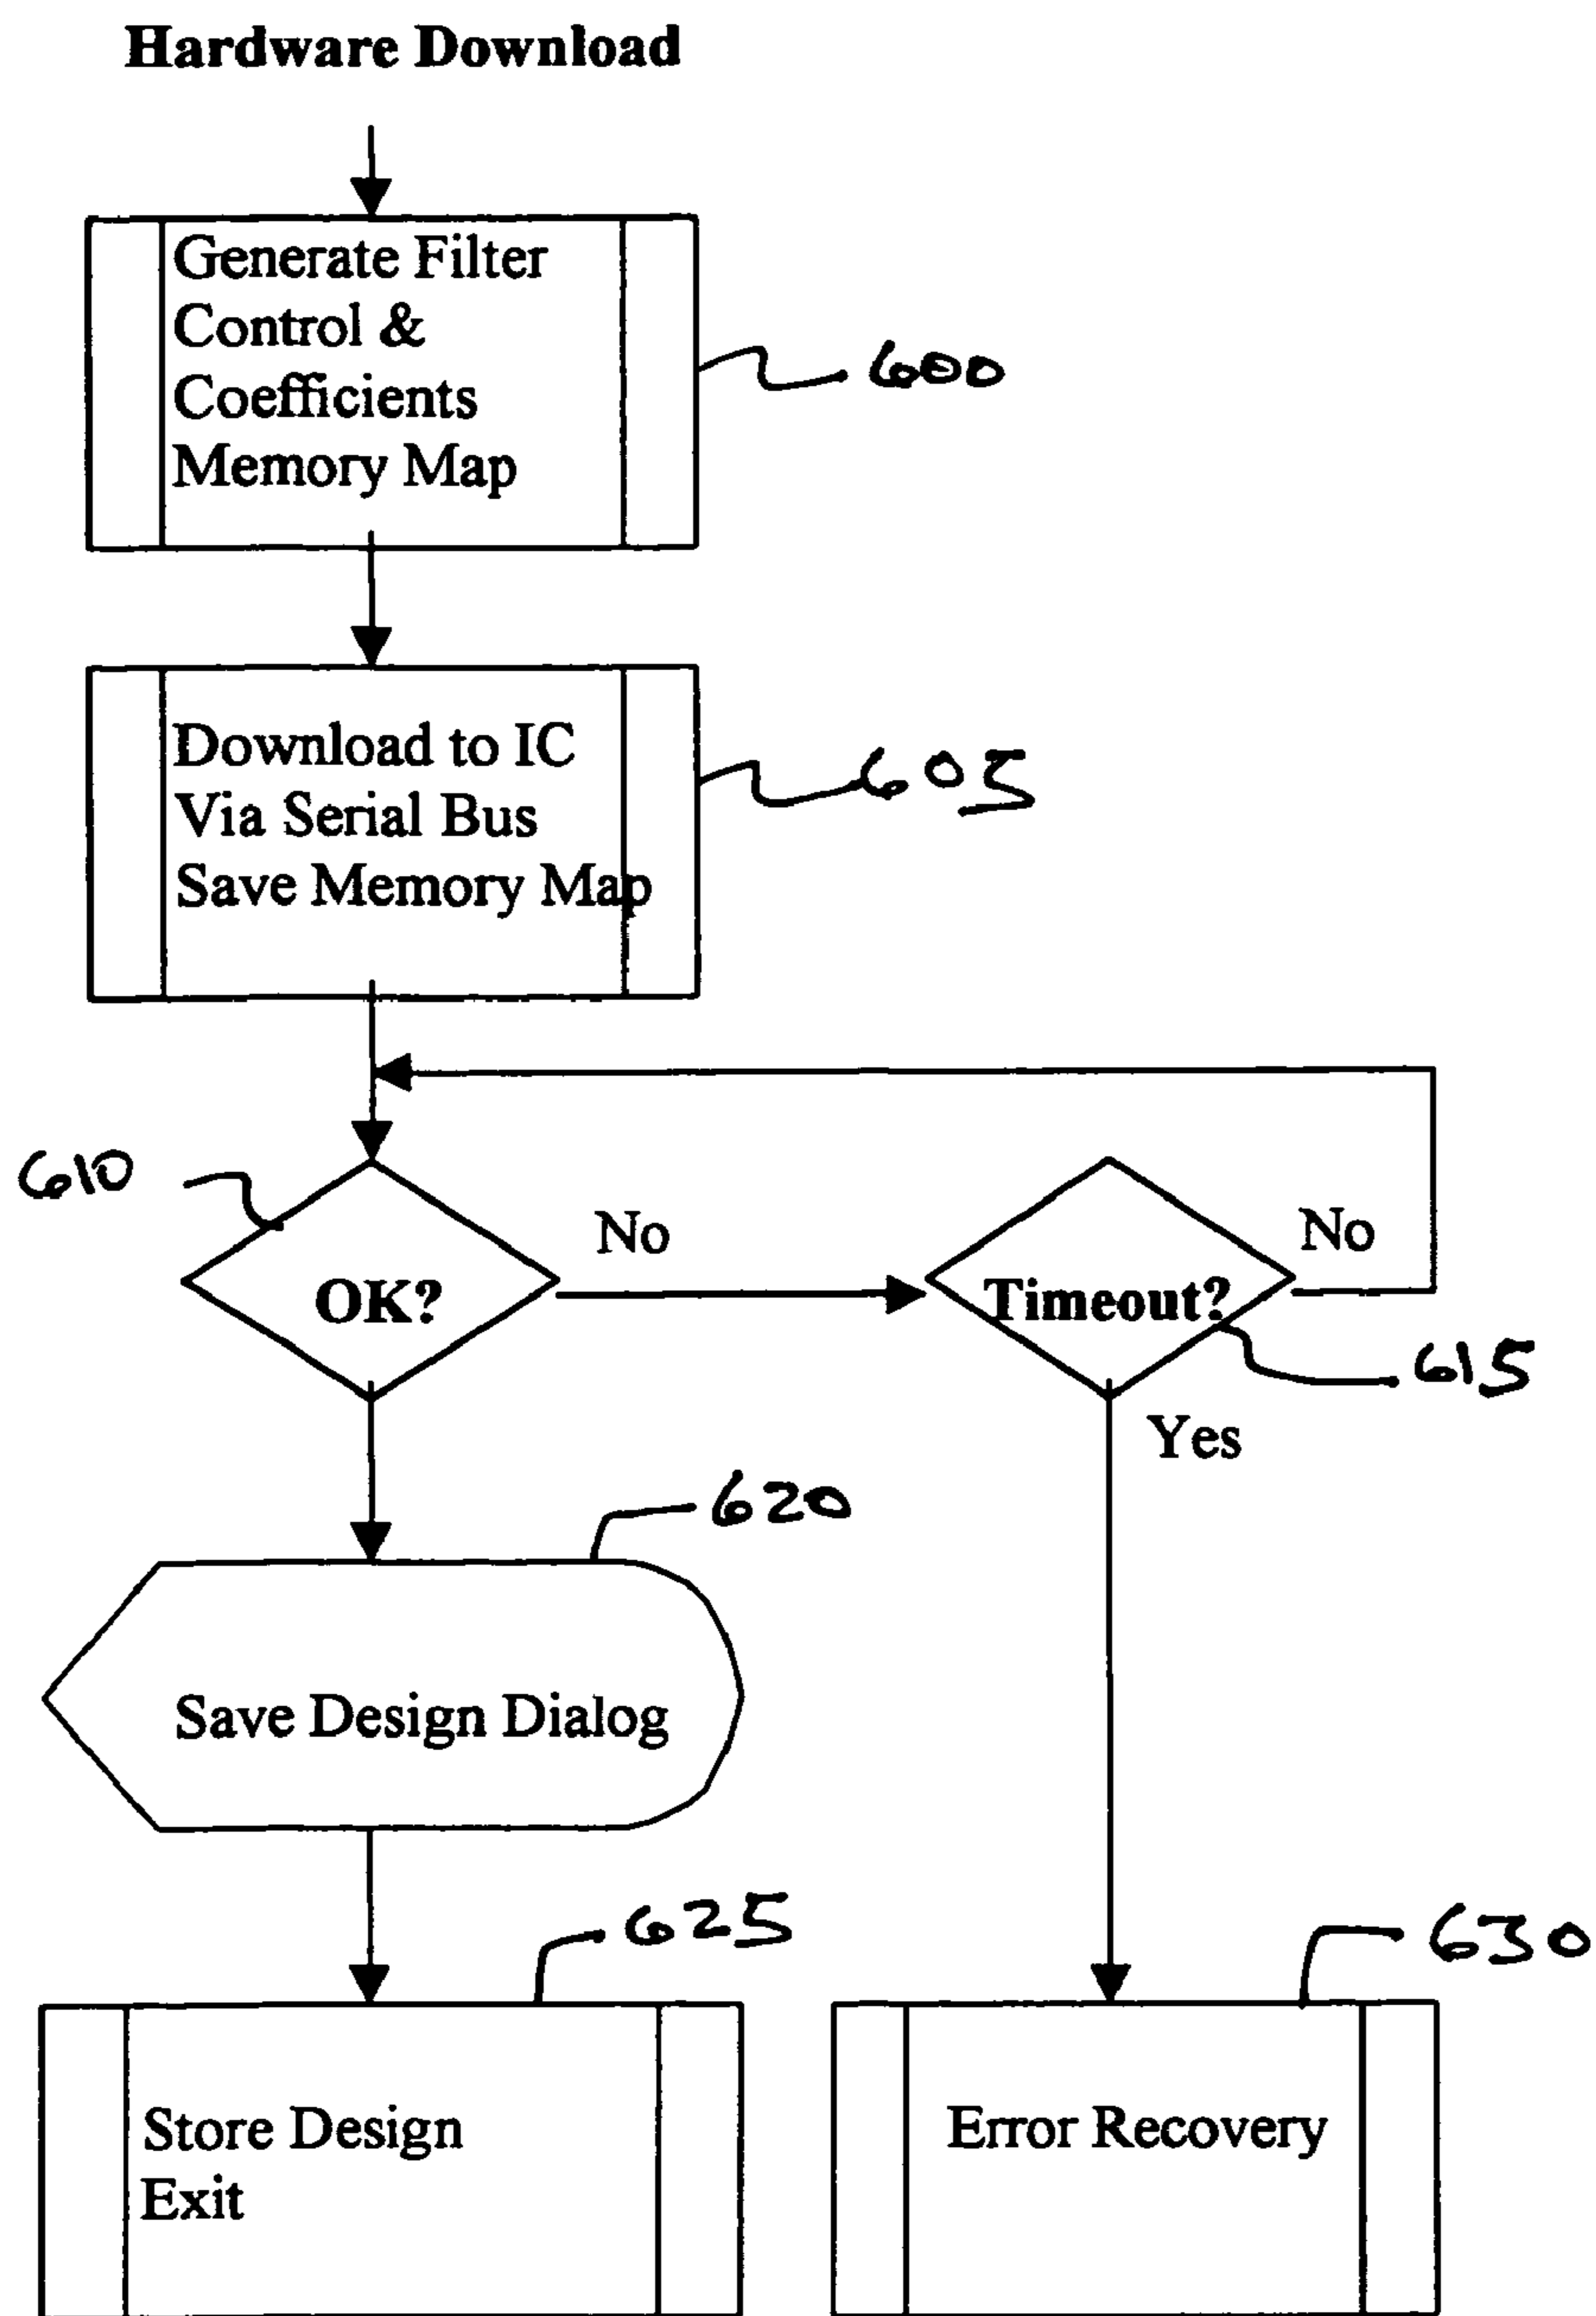 Hardware Download
Generate Filter
Control &
Coefficients
Memory Map
600
Download to IC
Via Serial Bus
Save Memory Map
605
610
OK?
No
Timeout?
No
615
Yes
620
Save Design Dialog
625
Store Design
Exit
630
Error Recovery